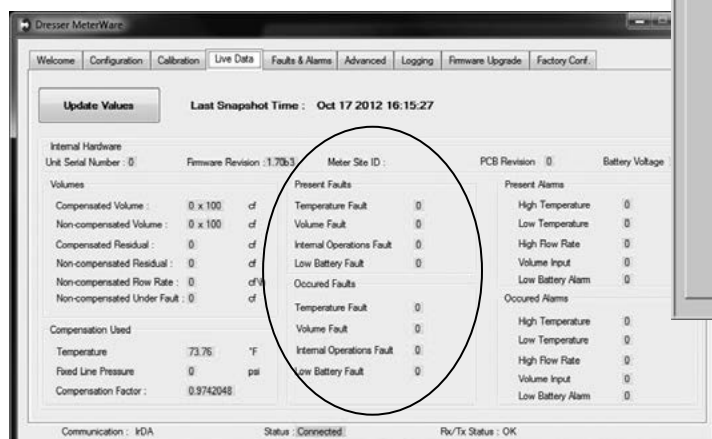 Dresser MeterWare
Welcome Configuration Calibration Live Data Faults & Alarms Advanced Logging Firmware Upgrade Factory Conf.
Update Values Last Snapshot Time : Oct 17 2012 16:15:27
Internal Hardware
Unit Serial Number : 0 Firmware Revision : 1.70b3 Meter Site ID : PCB Revision 0 Battery Voltage
Volumes
Compensated Volume : 0 x 100 cf
Non-compensated Volume : 0 x 100 cf
Compensated Residual : 0 cf
Non-compensated Residual : 0 cf
Non-compensated Flow Rate : 0 cf/h
Non-compensated Under Fault : 0 cf
Compensation Used
Temperature 73.76 °F
Fixed Line Pressure 0 psi
Compensation Factor : 0.9742048
Present Faults
Temperature Fault 0
Volume Fault 0
Internal Operations Fault 0
Low Battery Fault 0
Occured Faults
Temperature Fault 0
Volume Fault 0
Internal Operations Fault 0
Low Battery Fault 0
Present Alarms
High Temperature 0
Low Temperature 0
High Flow Rate 0
Volume Input 0
Low Battery Alarm 0
Occured Alarms
High Temperature 0
Low Temperature 0
High Flow Rate 0
Volume Input 0
Low Battery Alarm 0
Communication : IrDA Status : Connected Rx/Tx Status : OK